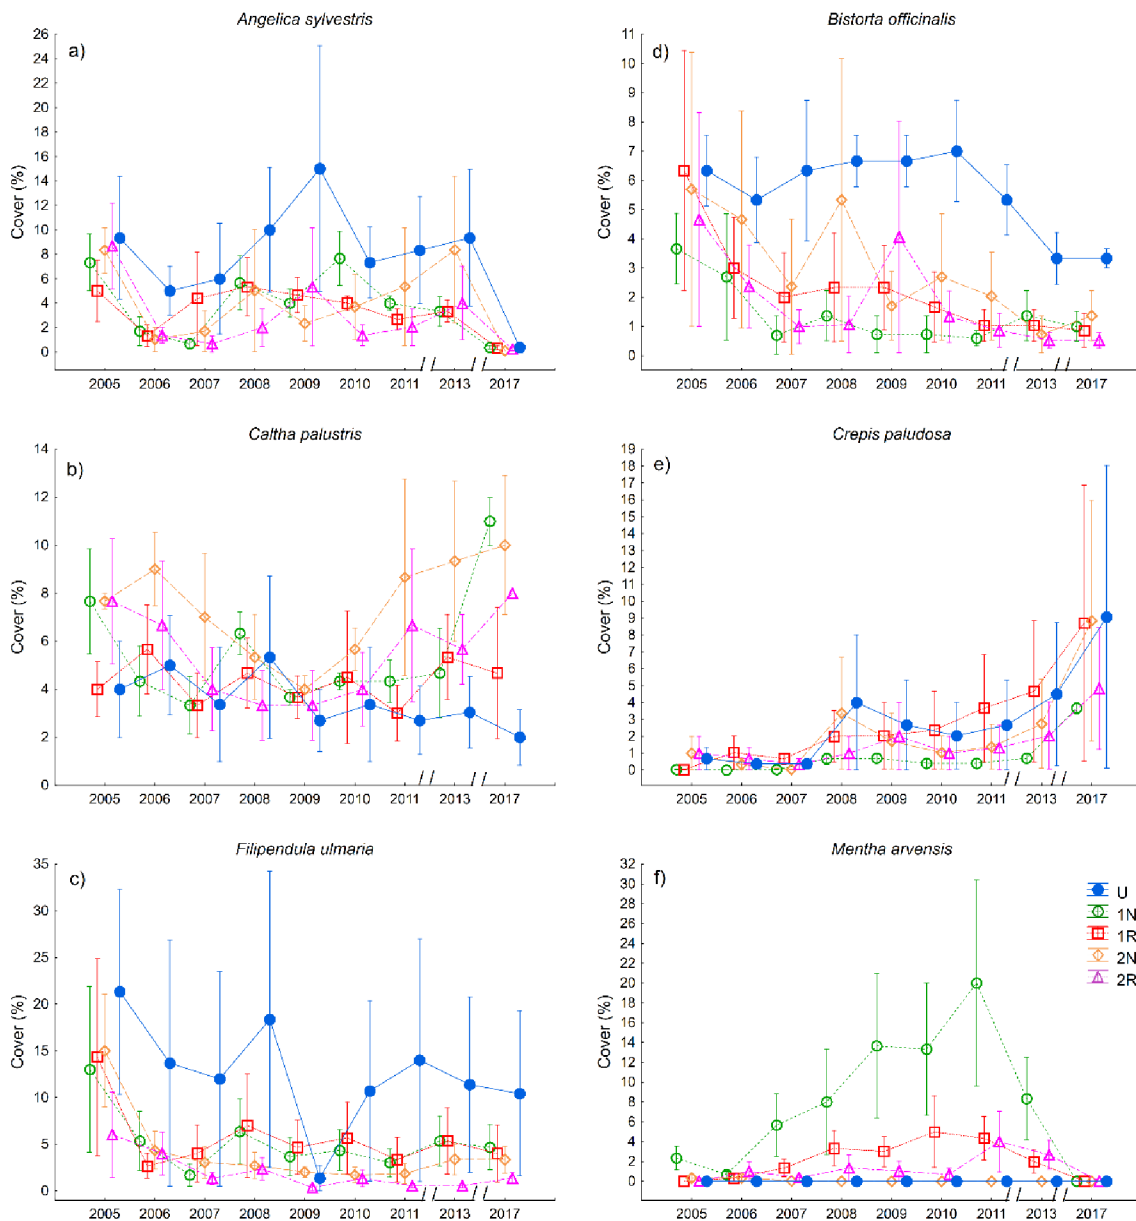 Angelica sylvestris
a)
Cover (%)
26
24
22
20
18
16
14
12
10
8
6
4
2
0
2005 2006 2007 2008 2009 2010 2011 2013 2017
Bistorta officinalis
d)
Cover (%)
11
10
9
8
7
6
5
4
3
2
1
0
2005 2006 2007 2008 2009 2010 2011 2013 2017
Caltha palustris
b)
Cover (%)
14
12
10
8
6
4
2
0
2005 2006 2007 2008 2009 2010 2011 2013 2017
Crepis paludosa
e)
Cover (%)
19
18
17
16
15
14
13
12
11
10
9
8
7
6
5
4
3
2
1
0
2005 2006 2007 2008 2009 2010 2011 2013 2017
Filipendula ulmaria
c)
Cover (%)
35
30
25
20
15
10
5
0
2005 2006 2007 2008 2009 2010 2011 2013 2017
Mentha arvensis
f)
Cover (%)
32
30
28
26
24
22
20
18
16
14
12
10
8
6
4
2
0
2005 2006 2007 2008 2009 2010 2011 2013 2017
U
1N
1R
2N
2R